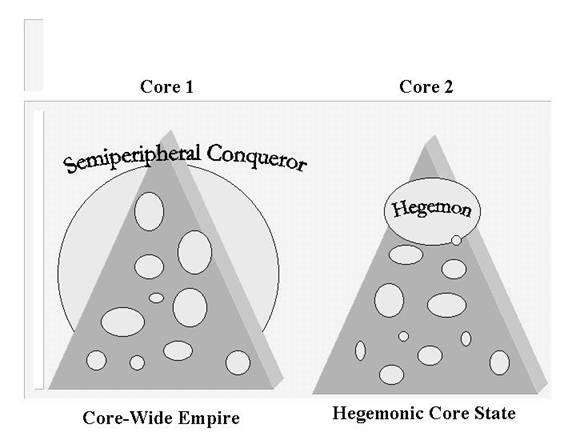 Core 1
Core 2
Semiperipheral Conqueror
Hegemon
Core-Wide Empire
Hegemonic Core State